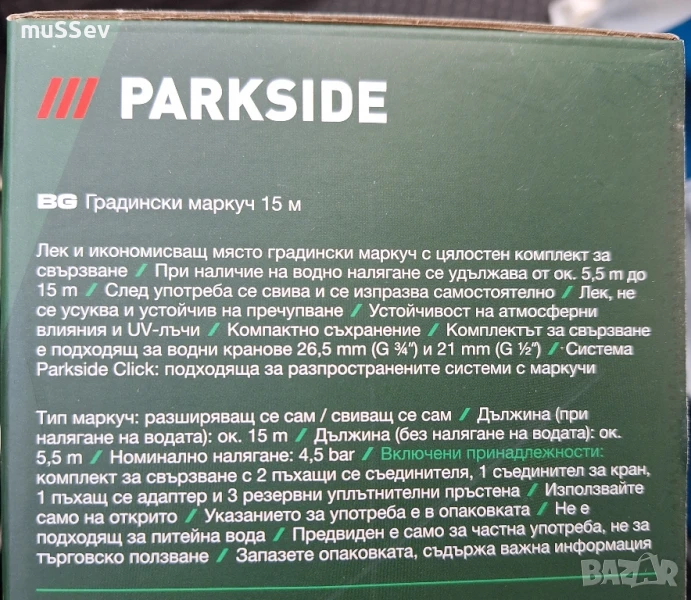 muSSev
PARKSIDE
BG Градински маркуч 15 м
Лек и икономисващ място градински маркуч с цялостен комплект за
свързване / При наличие на водно налягане се удължава от ок. 5,5 m до
15 m / След употреба се свива и се изпразва самостоятелно / Лек, не
се усуква и устойчив на пречупване / Устойчивост на атмосферни
влияния и UV-лъчи / Компактно съхранение / Комплектът за свързване
е подходящ за водни кранове 26,5 mm (G ¾") и 21 mm (G ½") / Система
Parkside Click: подходяща за разпространените системи с маркучи
Тип маркуч: разширяващ се сам / свиващ се сам / Дължина (при
налягане на водата): ок. 15 m / Дължина (без налягане на водата): ок.
5,5 m / Номинално налягане: 4,5 bar / Включени принадлежности:
комплект за свързване с 2 пъхащи се съединителя, 1 съединител за кран,
1 пъхащ се адаптер и 3 резервни уплътнителни пръстена / Използвайте
само на открито / Указанието за употреба е в опаковката / Не е
подходящ за питейна вода / Предвиден е само за частна употреба, не за
търговско ползване / Запазете опаковката, съдържа важна информация
BAZAR